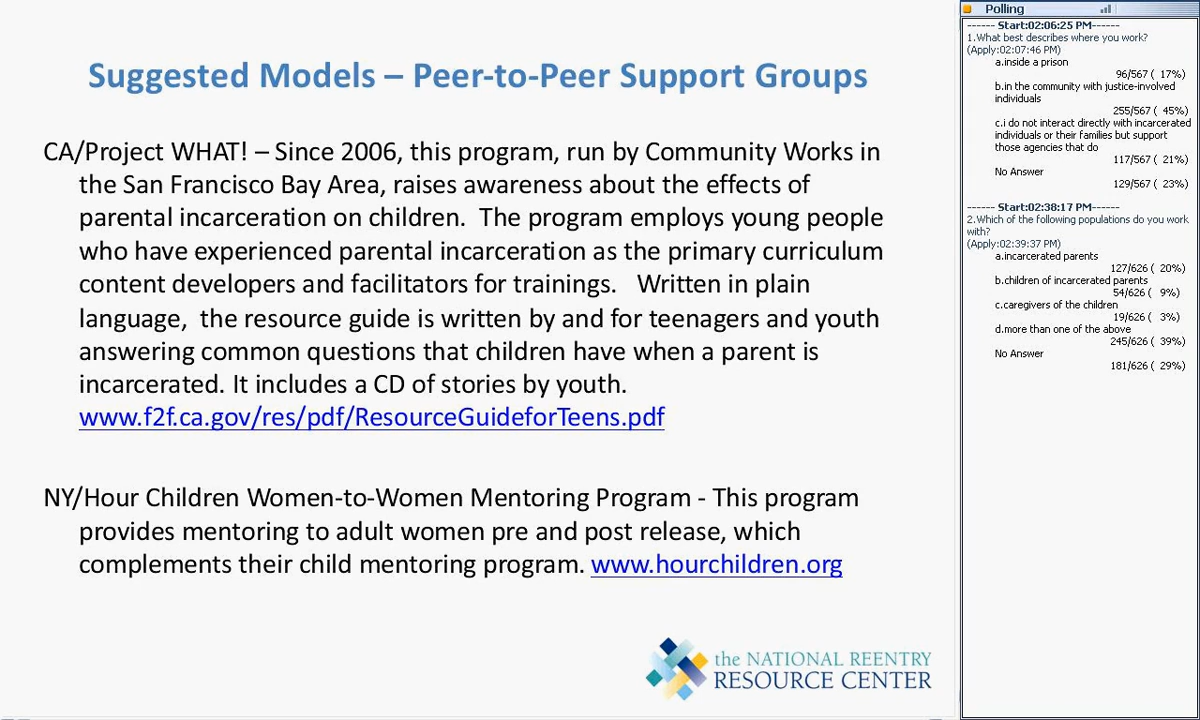 Suggested Models – Peer-to-Peer Support Groups
CA/Project WHAT! – Since 2006, this program, run by Community Works in
the San Francisco Bay Area, raises awareness about the effects of
parental incarceration on children.  The program employs young people
who have experienced parental incarceration as the primary curriculum
content developers and facilitators for trainings.   Written in plain
language,  the resource guide is written by and for teenagers and youth
answering common questions that children have when a parent is
incarcerated. It includes a CD of stories by youth.
www.f2f.ca.gov/res/pdf/ResourceGuideforTeens.pdf
NY/Hour Children Women-to-Women Mentoring Program - This program
provides mentoring to adult women pre and post release, which
complements their child mentoring program. www.hourchildren.org
the NATIONAL REENTRY
RESOURCE CENTER
Polling
------ Start:02:06:25 PM------
1.What best describes where you work?
(Apply:02:07:46 PM)
a.inside a prison
96/567 ( 17%)
b.in the community with justice-involved
individuals
255/567 ( 45%)
c.i do not interact directly with incarcerated
individuals or their families but support
those agencies that do
117/567 ( 21%)
No Answer
129/567 ( 23%)
------ Start:02:38:17 PM------
2.Which of the following populations do you work
with?
(Apply:02:39:37 PM)
a.incarcerated parents
127/626 ( 20%)
b.children of incarcerated parents
54/626 ( 9%)
c.caregivers of the children
19/626 ( 3%)
d.more than one of the above
245/626 ( 39%)
No Answer
181/626 ( 29%)